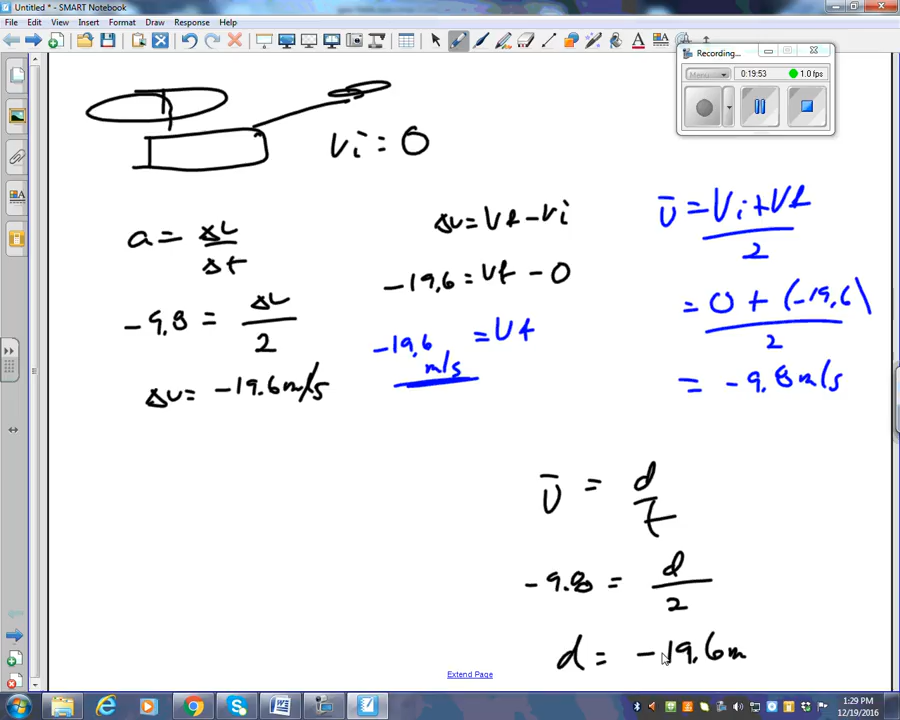 Untitled * - SMART Notebook
File Edit View Insert Format Draw Response Help
Recording...
Menu
0:19:53
1.0 fps
Vi = 0
a = ΔV
Δt
-9.8 = ΔV
2
ΔV = -19.6 m/s
ΔV = Vf - Vi
-19.6 = Vf - 0
-19.6 m/s = Vf
V̄ = Vi + Vf
2
= 0 + (-19.6)
2
= -9.8 m/s
V̄ = d
t
-9.8 = d
2
d = -19.6m
Extend Page
1:29 PM
12/19/2016